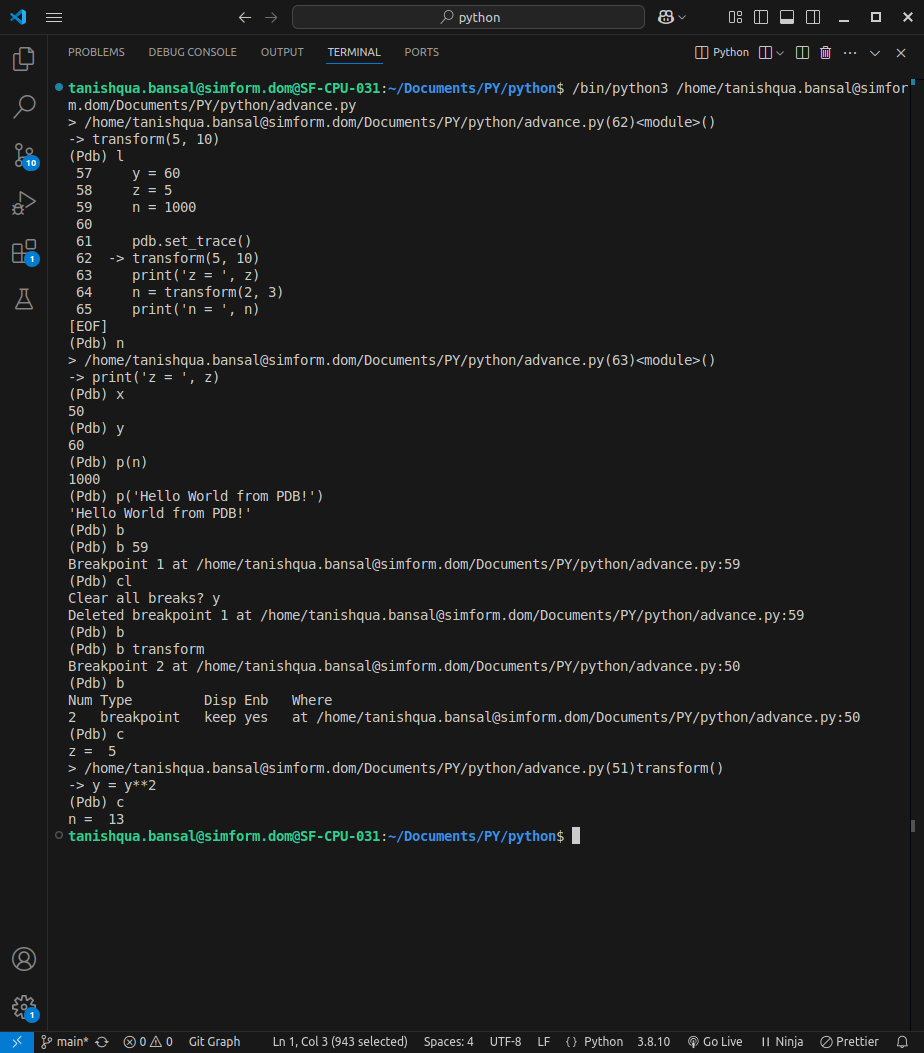 python
PROBLEMS DEBUG CONSOLE OUTPUT TERMINAL PORTS Python
tanishqua.bansal@simform.dom@SF-CPU-031:~/Documents/PY/python$ /bin/python3 /home/tanishqua.bansal@simfor
m.dom/Documents/PY/python/advance.py
> /home/tanishqua.bansal@simform.dom/Documents/PY/python/advance.py(62)<module>()
-> transform(5, 10)
(Pdb) l
 57     y = 60
 58     z = 5
 59     n = 1000
 60
 61     pdb.set_trace()
 62  -> transform(5, 10)
 63     print('z = ', z)
 64     n = transform(2, 3)
 65     print('n = ', n)
[EOF]
(Pdb) n
> /home/tanishqua.bansal@simform.dom/Documents/PY/python/advance.py(63)<module>()
-> print('z = ', z)
(Pdb) x
50
(Pdb) y
60
(Pdb) p(n)
1000
(Pdb) p('Hello World from PDB!')
'Hello World from PDB!'
(Pdb) b
(Pdb) b 59
Breakpoint 1 at /home/tanishqua.bansal@simform.dom/Documents/PY/python/advance.py:59
(Pdb) cl
Clear all breaks? y
Deleted breakpoint 1 at /home/tanishqua.bansal@simform.dom/Documents/PY/python/advance.py:59
(Pdb) b
(Pdb) b transform
Breakpoint 2 at /home/tanishqua.bansal@simform.dom/Documents/PY/python/advance.py:50
(Pdb) b
Num Type         Disp Enb   Where
2   breakpoint   keep yes   at /home/tanishqua.bansal@simform.dom/Documents/PY/python/advance.py:50
(Pdb) c
z =  5
> /home/tanishqua.bansal@simform.dom/Documents/PY/python/advance.py(51)transform()
-> y = y**2
(Pdb) c
n =  13
tanishqua.bansal@simform.dom@SF-CPU-031:~/Documents/PY/python$
10
1
1
main* 0 0 Git Graph Ln 1, Col 3 (943 selected) Spaces: 4 UTF-8 LF {} Python 3.8.10 Go Live Ninja Prettier